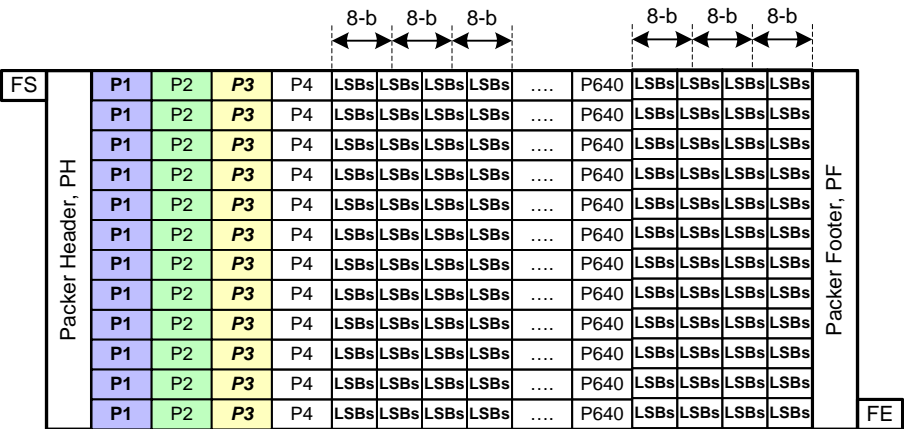 8-b 8-b 8-b 8-b 8-b 8-b
FS P1 P2 P3 P4 LSBs LSBs LSBs LSBs .... P640 LSBs LSBs LSBs LSBs
P1 P2 P3 P4 LSBs LSBs LSBs LSBs .... P640 LSBs LSBs LSBs LSBs
P1 P2 P3 P4 LSBs LSBs LSBs LSBs .... P640 LSBs LSBs LSBs LSBs
P1 P2 P3 P4 LSBs LSBs LSBs LSBs .... P640 LSBs LSBs LSBs LSBs
P1 P2 P3 P4 LSBs LSBs LSBs LSBs .... P640 LSBs LSBs LSBs LSBs
P1 P2 P3 P4 LSBs LSBs LSBs LSBs .... P640 LSBs LSBs LSBs LSBs
P1 P2 P3 P4 LSBs LSBs LSBs LSBs .... P640 LSBs LSBs LSBs LSBs
P1 P2 P3 P4 LSBs LSBs LSBs LSBs .... P640 LSBs LSBs LSBs LSBs
P1 P2 P3 P4 LSBs LSBs LSBs LSBs .... P640 LSBs LSBs LSBs LSBs
P1 P2 P3 P4 LSBs LSBs LSBs LSBs .... P640 LSBs LSBs LSBs LSBs
P1 P2 P3 P4 LSBs LSBs LSBs LSBs .... P640 LSBs LSBs LSBs LSBs
P1 P2 P3 P4 LSBs LSBs LSBs LSBs .... P640 LSBs LSBs LSBs LSBs FE
Packer Header, PH
Packer Footer, PF